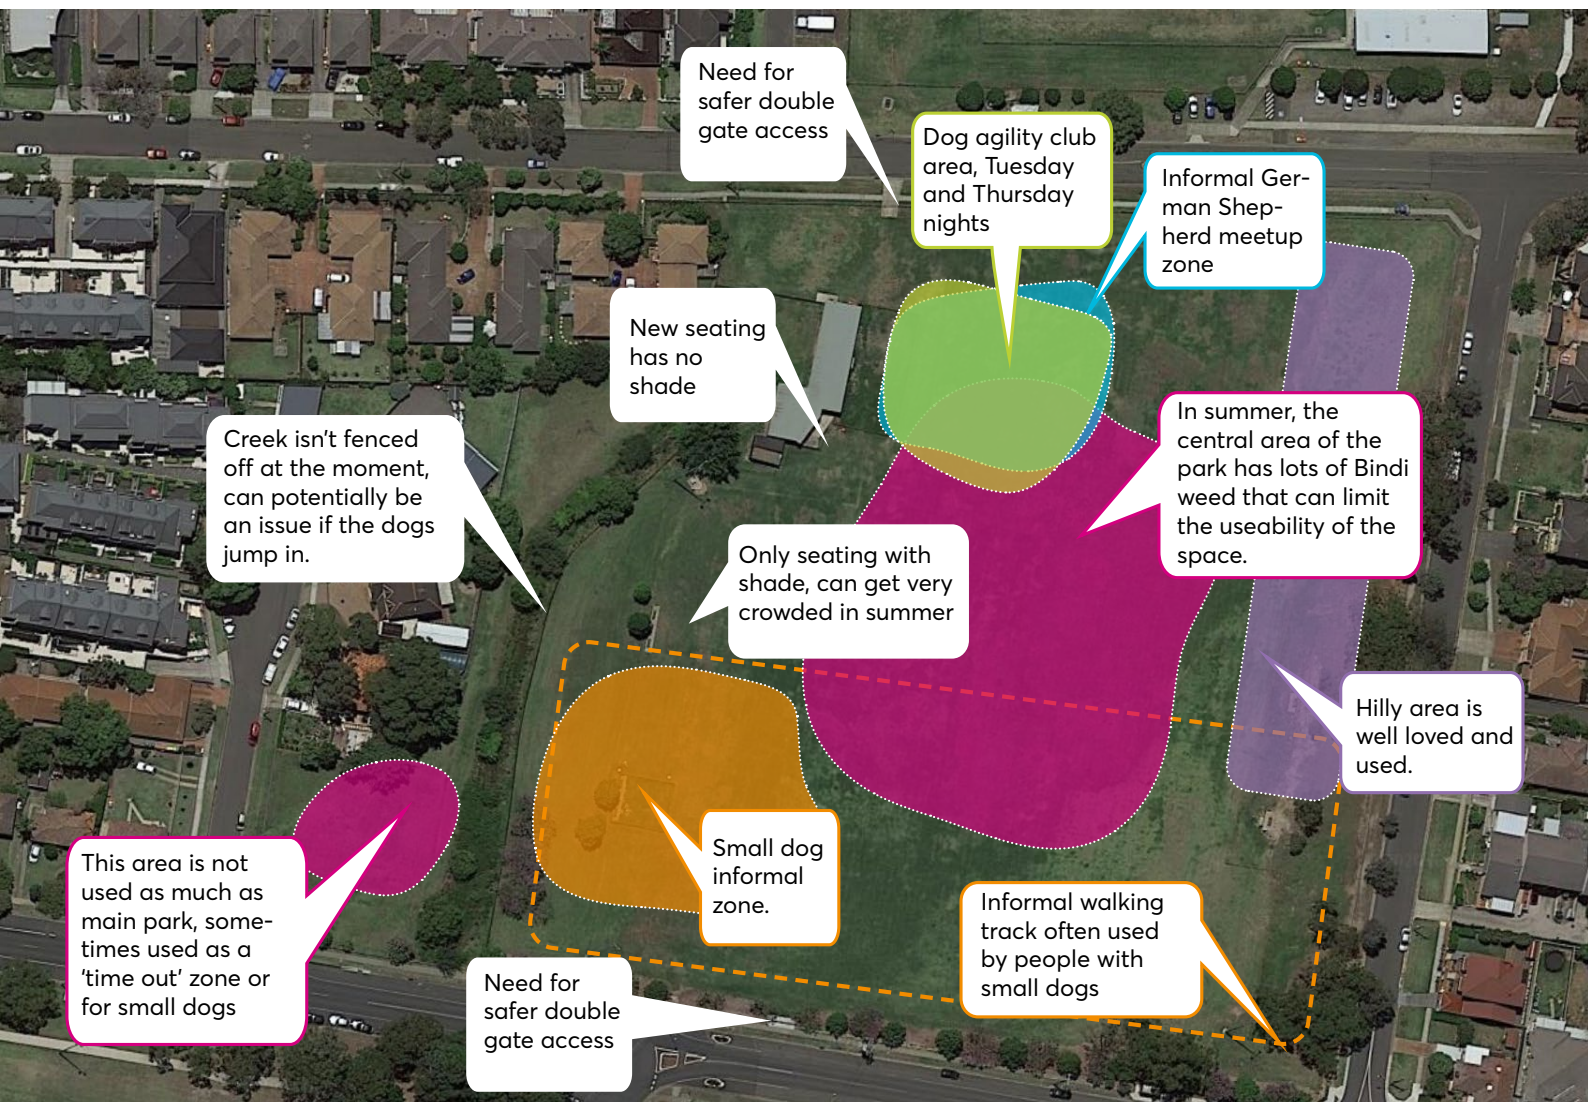 Need for
safer double
gate access
Dog agility club
area, Tuesday
and Thursday
nights
Informal Ger-
man Shep-
herd meetup
zone
New seating
has no
shade
In summer, the
central area of the
park has lots of Bindi
weed that can limit
the useability of the
space.
Creek isn’t fenced
off at the moment,
can potentially be
an issue if the dogs
jump in.
Only seating with
shade, can get very
crowded in summer
Hilly area is
well loved and
used.
Small dog
informal
zone.
This area is not
used as much as
main park, some-
times used as a
‘time out’ zone or
for small dogs
Informal walking
track often used
by people with
small dogs
Need for
safer double
gate access